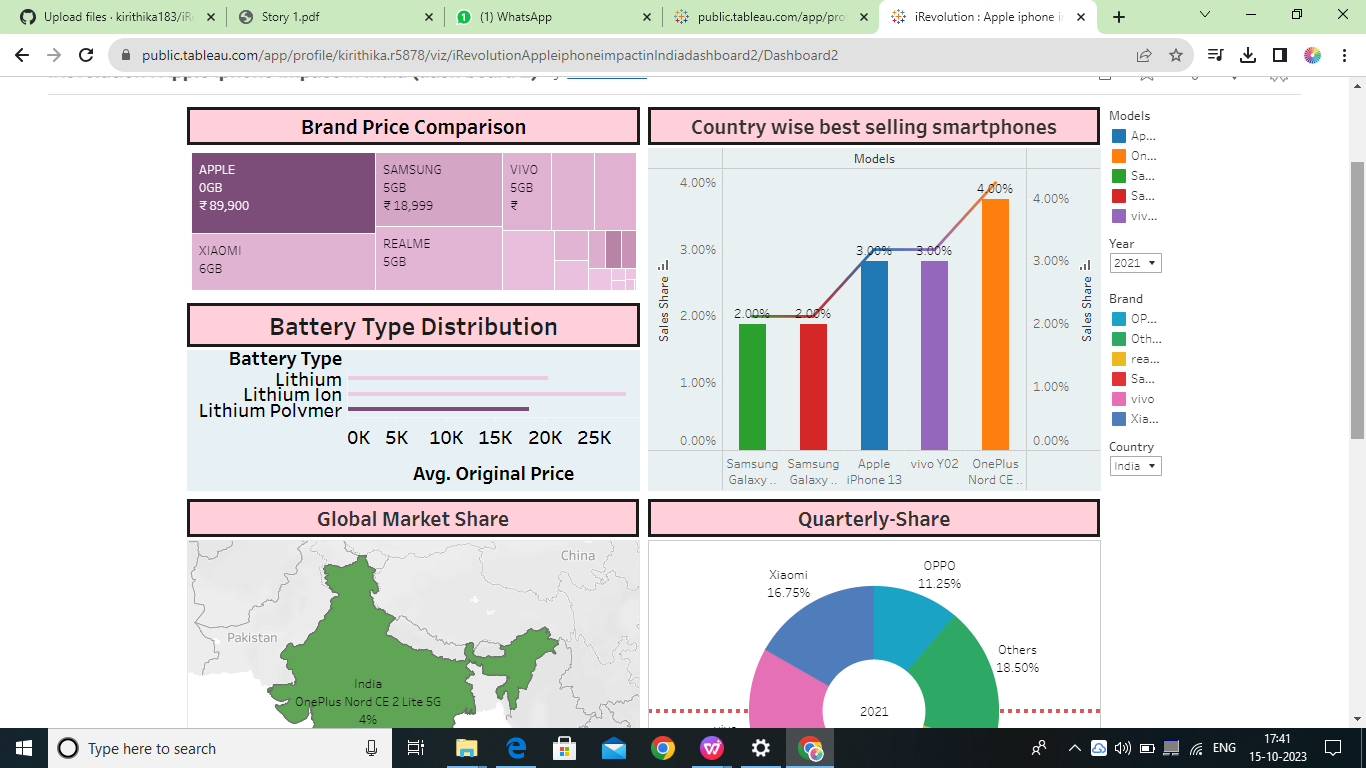 Upload files · kirithika183/iR
Story 1.pdf
(1) WhatsApp
public.tableau.com/app/pro
iRevolution : Apple iphone i
public.tableau.com/app/profile/kirithika.r5878/viz/iRevolutionAppleiphoneimpactinIndiadashboard2/Dashboard2
Brand Price Comparison
APPLE
0GB
₹ 89,900
SAMSUNG
5GB
₹ 18,999
VIVO
5GB
₹
XIAOMI
6GB
REALME
5GB
Battery Type Distribution
Battery Type
Lithium
Lithium Ion
Lithium Polymer
0K 5K 10K 15K 20K 25K
Avg. Original Price
Global Market Share
China
Pakistan
India
OnePlus Nord CE 2 Lite 5G
4%
Country wise best selling smartphones
Models
4.00%
3.00%
2.00%
1.00%
0.00%
Sales Share
2.00%
2.00%
3.00%
3.00%
4.00%
4.00%
3.00%
2.00%
1.00%
0.00%
Sales Share
Samsung Galaxy ..
Samsung Galaxy ..
Apple iPhone 13
vivo Y02
OnePlus Nord CE ..
Quarterly-Share
Xiaomi
16.75%
OPPO
11.25%
Others
18.50%
2021
vivo
Models
Ap...
On...
Sa...
Sa...
viv...
Year
2021
Brand
OP...
Oth...
rea...
Sa...
vivo
Xia...
Country
India
Type here to search
ENG
17:41
15-10-2023